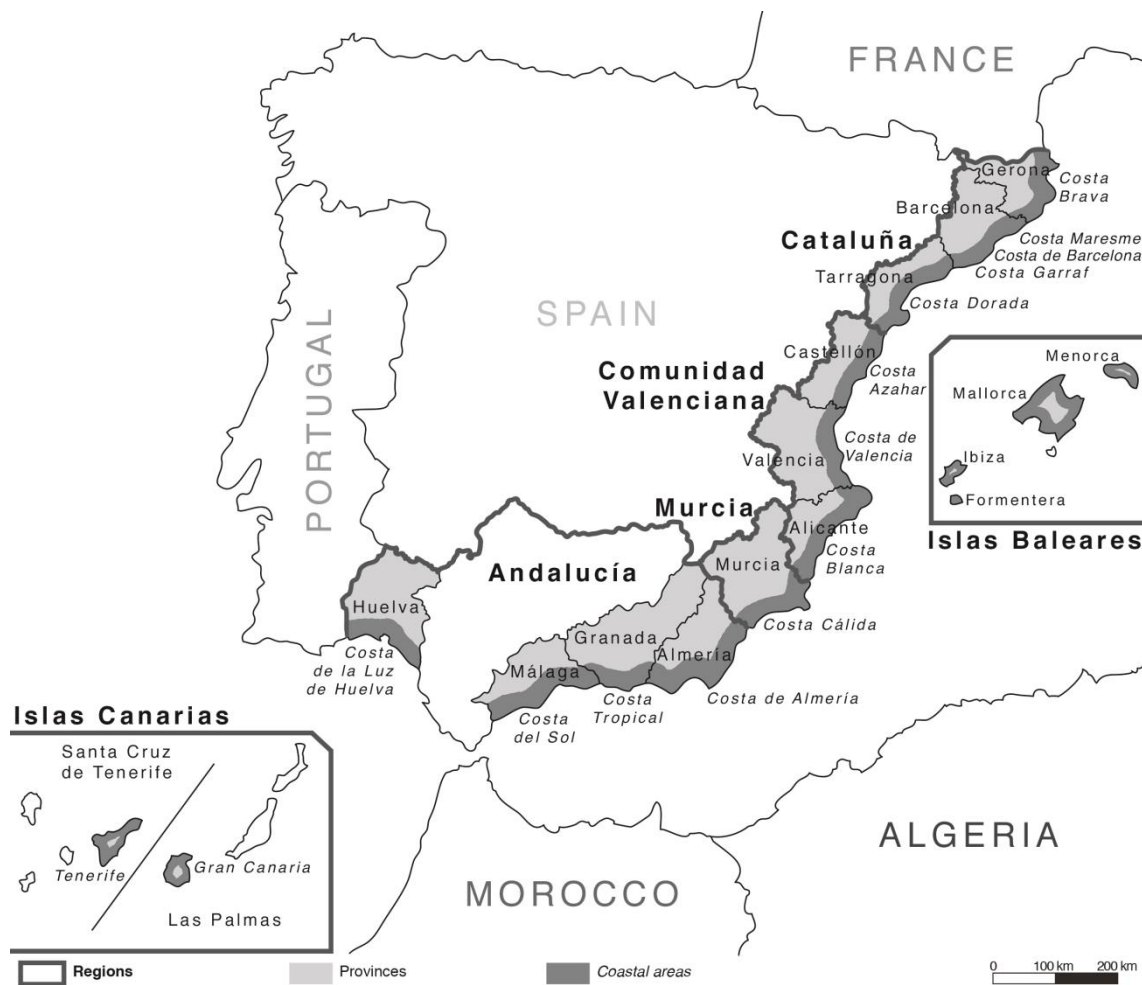 FRANCE
Gerona
Costa
Brava
Barcelona
Cataluña
Costa Maresme
Costa de Barcelona
Costa Garraf
Tarragona
Costa Dorada
SPAIN
PORTUGAL
Castellón
Comunidad
Valenciana
Costa
Azahar
Menorca
Mallorca
Ibiza
Formentera
Islas Baleares
Valencia
Costa de
Valencia
Murcia
Alicante
Costa
Blanca
Murcia
Andalucía
Costa Cálida
Huelva
Costa
de la Luz
de Huelva
Granada
Almería
Málaga
Costa
del Sol
Costa
Tropical
Costa de Almería
Islas Canarias
Santa Cruz
de Tenerife
Tenerife
Gran Canaria
Las Palmas
MOROCCO
ALGERIA
Regions
Provinces
Coastal areas
0 100 km 200 km